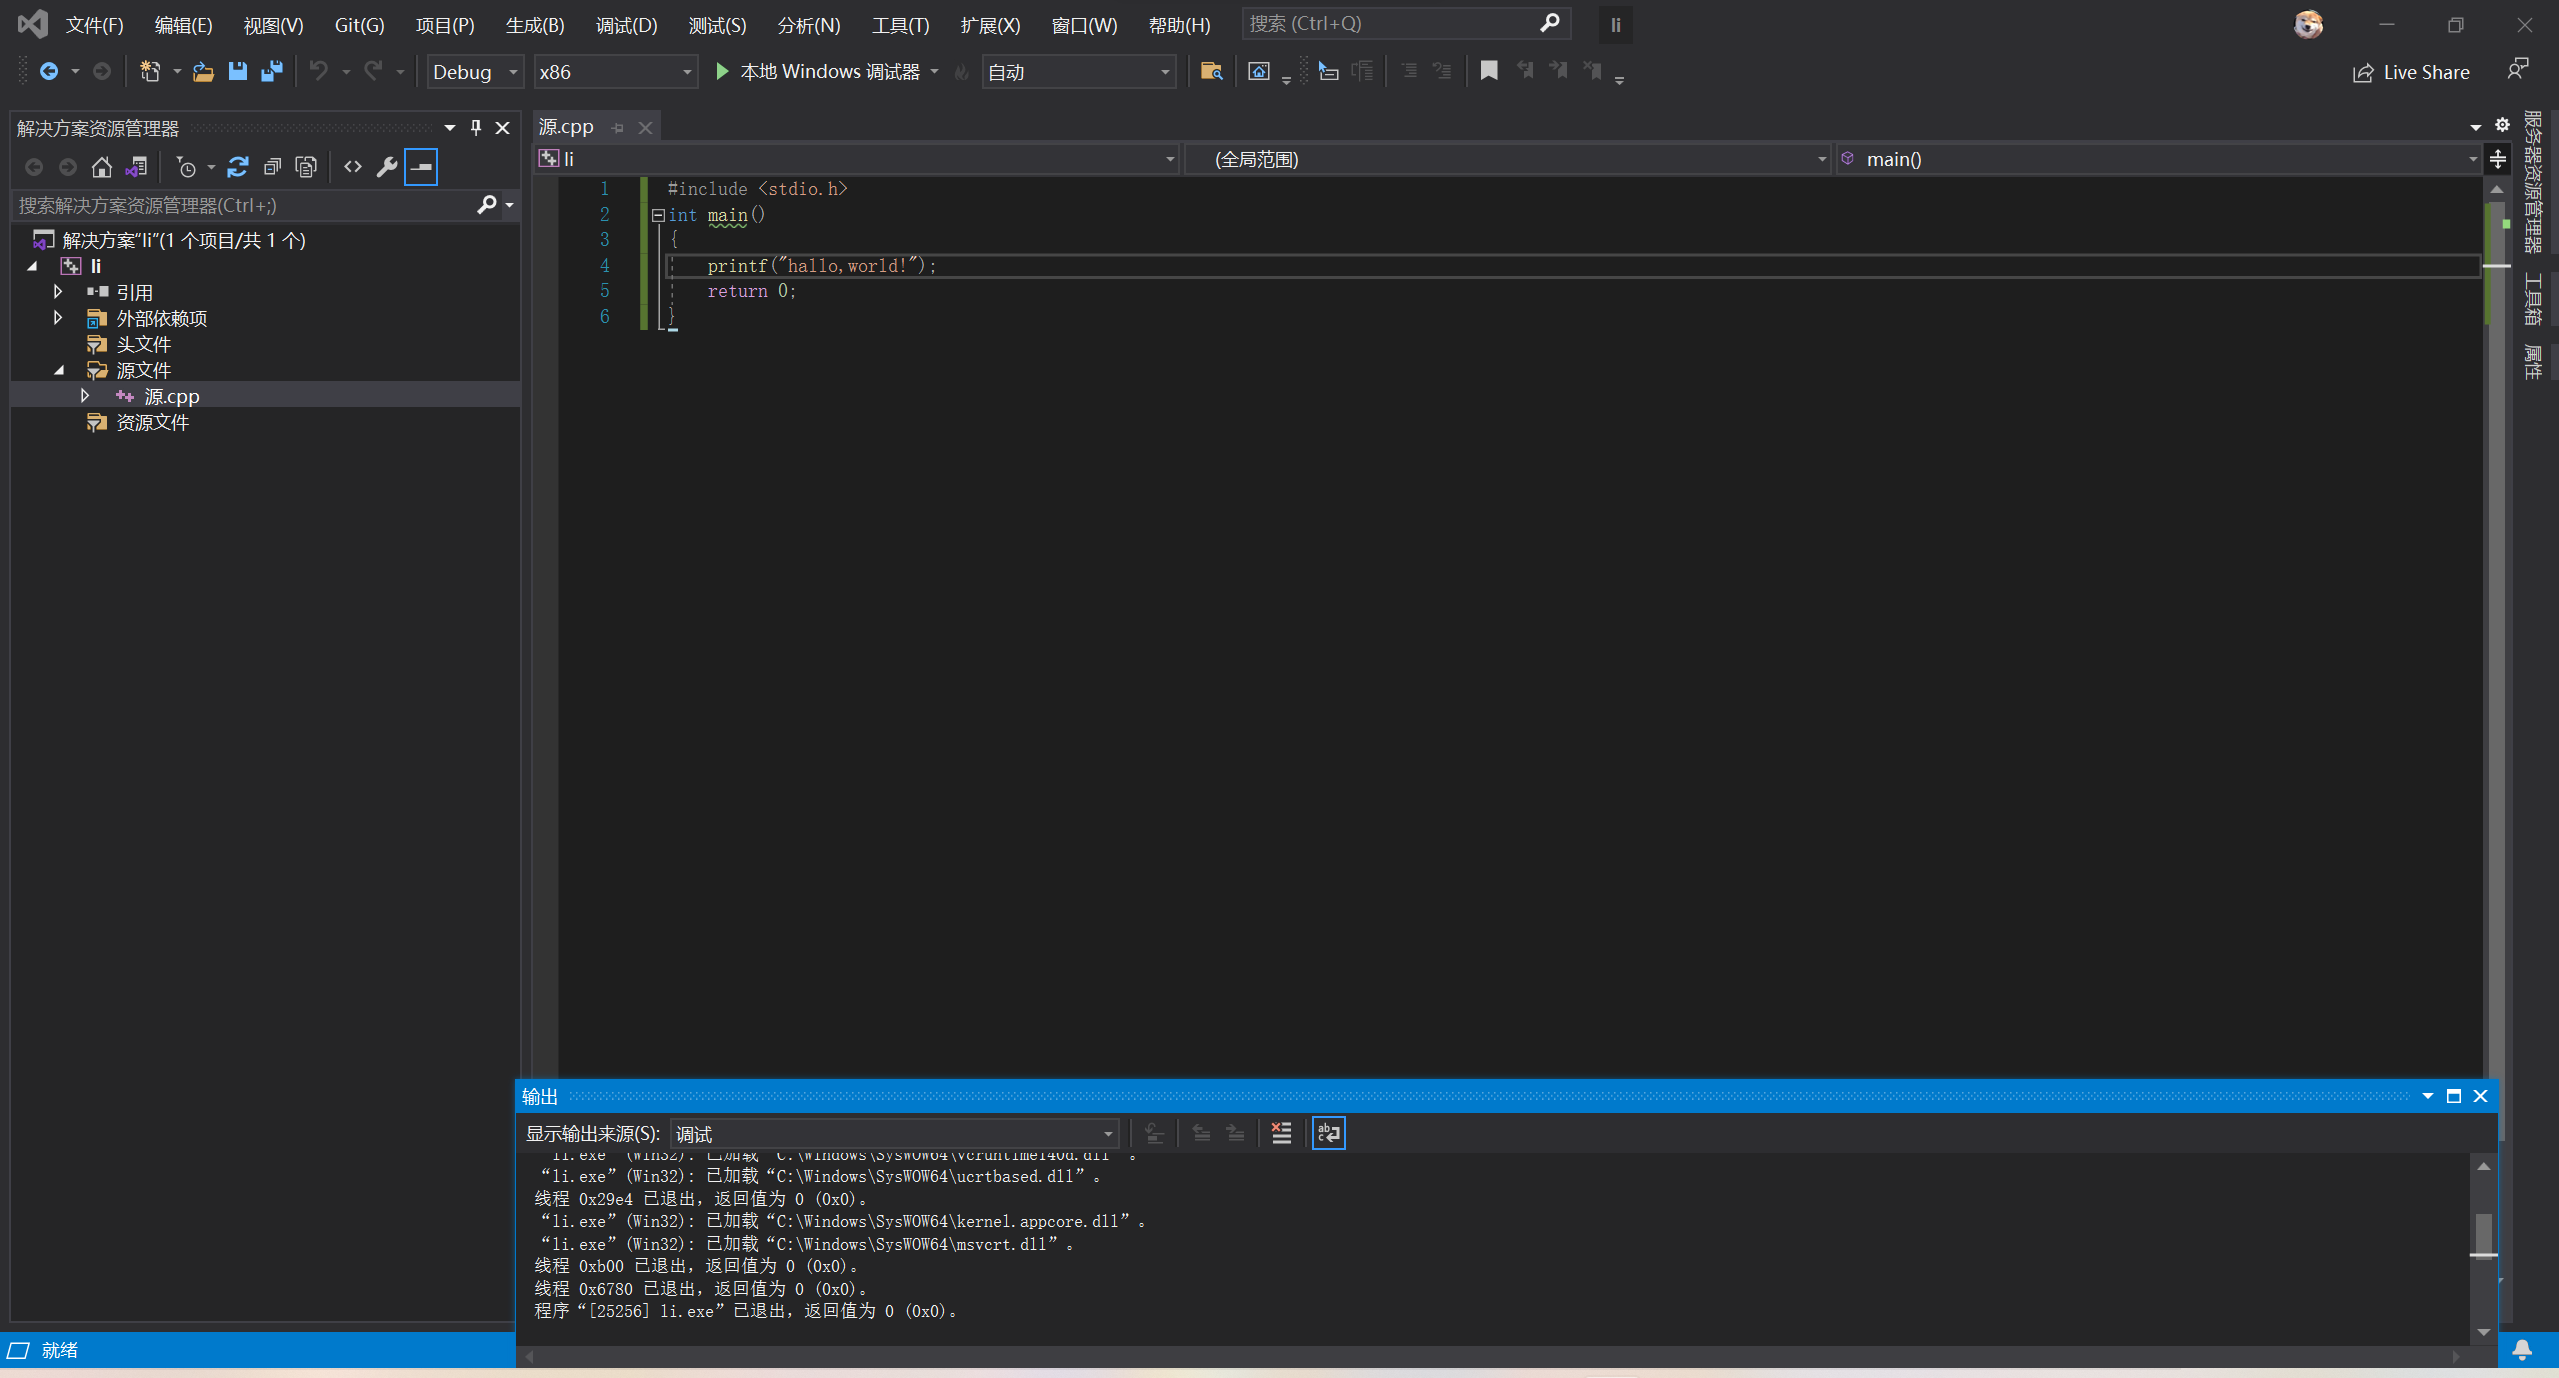 文件(F) 编辑(E) 视图(V) Git(G) 项目(P) 生成(B) 调试(D) 测试(S) 分析(N) 工具(T) 扩展(X) 窗口(W) 帮助(H) 搜索 (Ctrl+Q) li
Debug x86 本地 Windows 调试器 自动 Live Share
解决方案资源管理器
搜索解决方案资源管理器(Ctrl+;)
解决方案"li"(1 个项目/共 1 个)
li
引用
外部依赖项
头文件
源文件
源.cpp
资源文件
源.cpp
li (全局范围) main()
1 #include <stdio.h>
2 int main()
3 {
4 printf("hallo,world!");
5 return 0;
6 }
服务器资源管理器
工具箱
属性
输出
显示输出来源(S): 调试
“li.exe”(Win32): 已加载“C:\Windows\SysWOW64\vcruntime140d.dll”。
“li.exe”(Win32): 已加载“C:\Windows\SysWOW64\ucrtbased.dll”。
线程 0x29e4 已退出，返回值为 0 (0x0)。
“li.exe”(Win32): 已加载“C:\Windows\SysWOW64\kernel.appcore.dll”。
“li.exe”(Win32): 已加载“C:\Windows\SysWOW64\msvcrt.dll”。
线程 0xb00 已退出，返回值为 0 (0x0)。
线程 0x6780 已退出，返回值为 0 (0x0)。
程序“[25256] li.exe”已退出，返回值为 0 (0x0)。
就绪